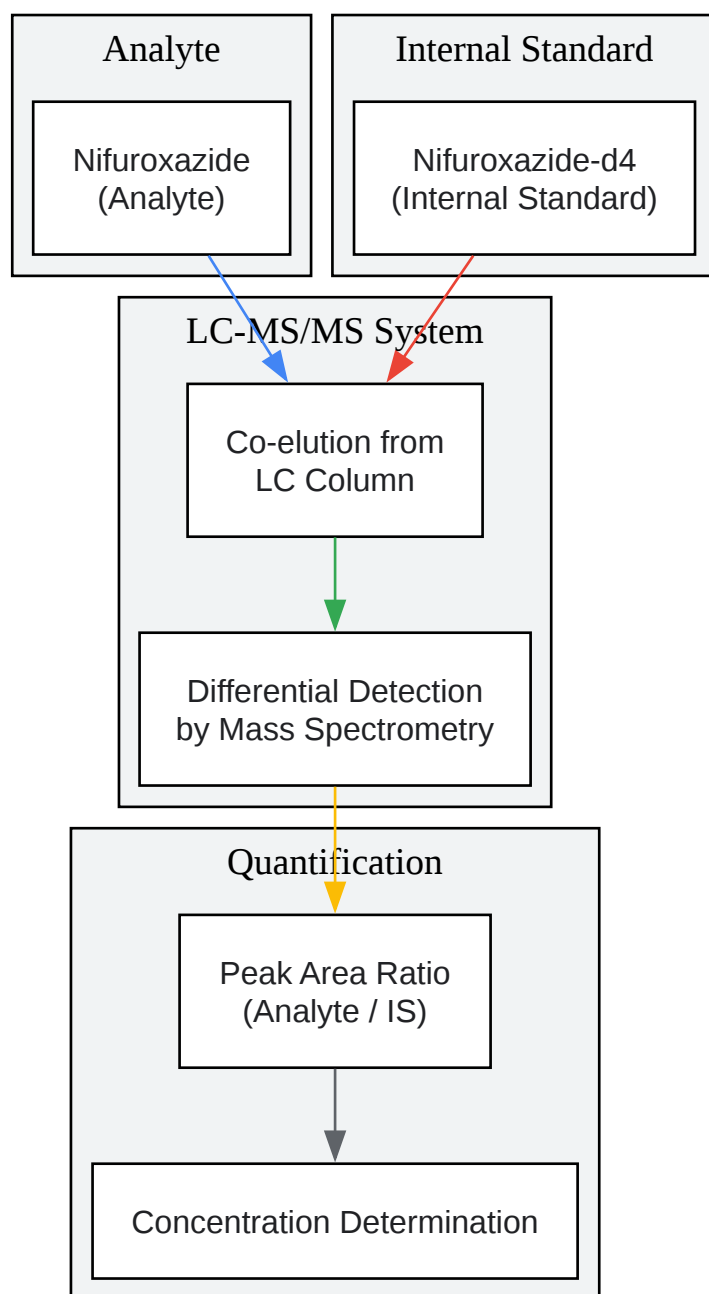 Analyte
Internal Standard
Nifuroxazide
(Analyte)
Nifuroxazide-d4
(Internal Standard)
LC-MS/MS System
Co-elution from
LC Column
Differential Detection
by Mass Spectrometry
Quantification
Peak Area Ratio
(Analyte / IS)
Concentration Determination